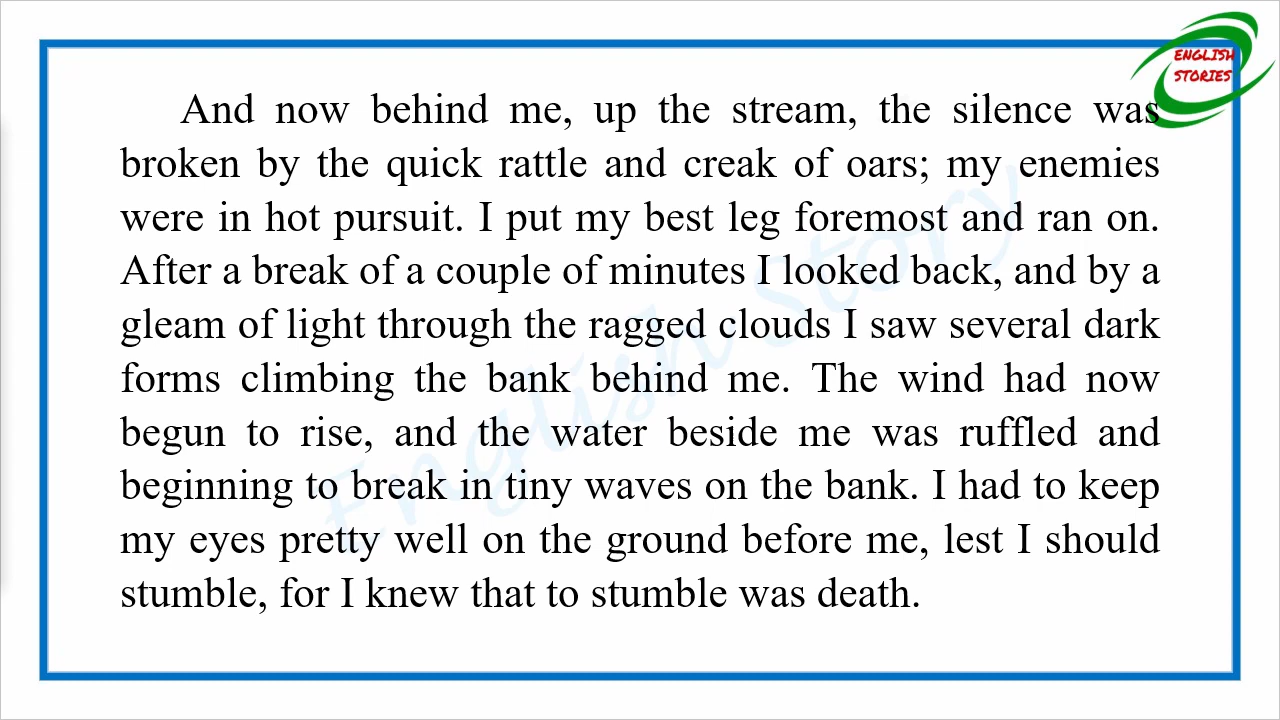 ENGLISH
STORIES
And now behind me, up the stream, the silence was
broken by the quick rattle and creak of oars; my enemies
were in hot pursuit. I put my best leg foremost and ran on.
After a break of a couple of minutes I looked back, and by a
gleam of light through the ragged clouds I saw several dark
forms climbing the bank behind me. The wind had now
begun to rise, and the water beside me was ruffled and
beginning to break in tiny waves on the bank. I had to keep
my eyes pretty well on the ground before me, lest I should
stumble, for I knew that to stumble was death.
English Story